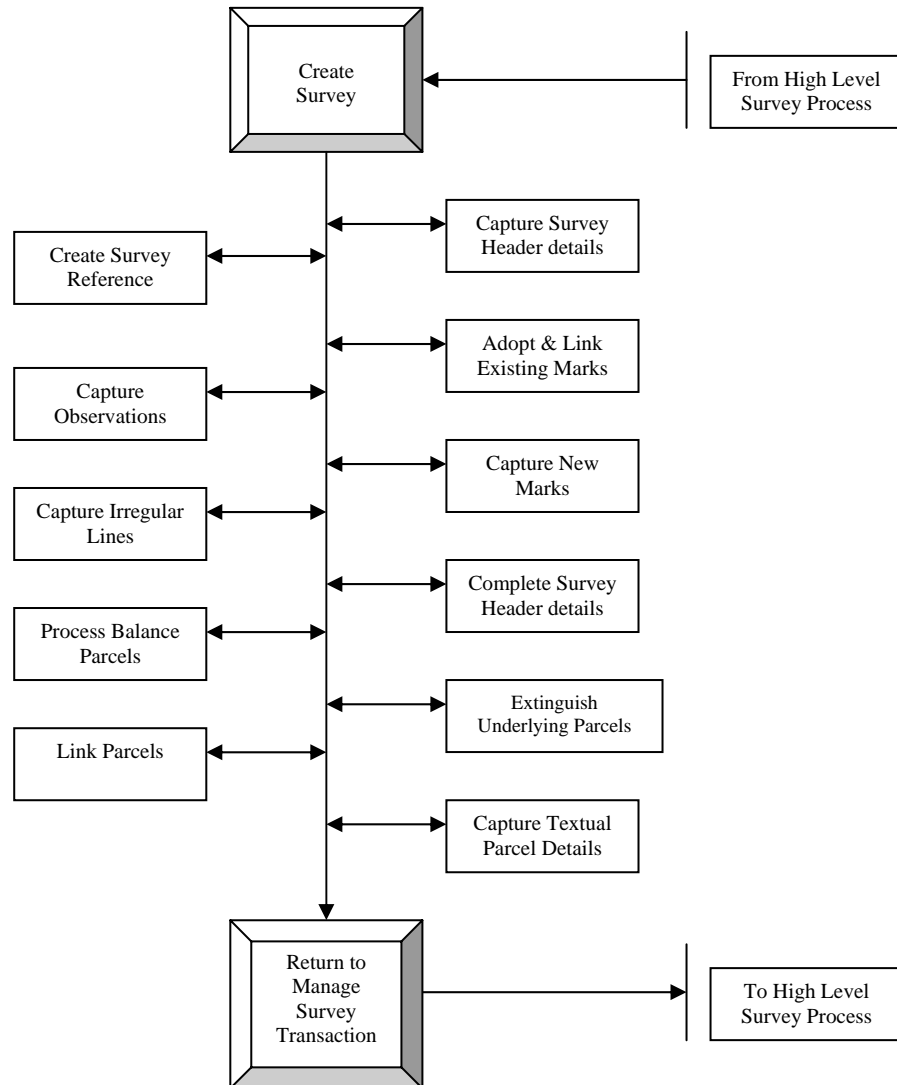 Create
Survey
From High Level
Survey Process
Capture Survey
Header details
Create Survey
Reference
Adopt & Link
Existing Marks
Capture
Observations
Capture New
Marks
Capture Irregular
Lines
Complete Survey
Header details
Process Balance
Parcels
Extinguish
Underlying Parcels
Link Parcels
Capture Textual
Parcel Details
Return to
Manage
Survey
Transaction
To High Level
Survey Process